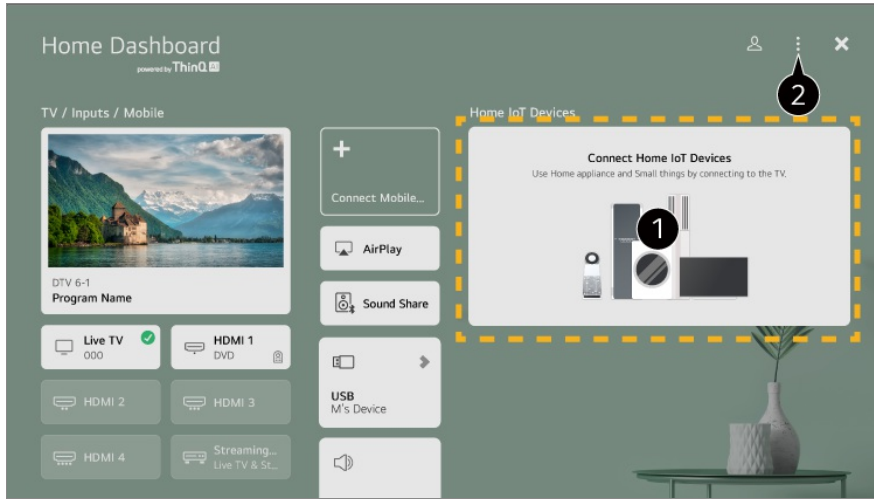 Home Dashboard
powered by ThinQ AI
2
TV / Inputs / Mobile
DTV 6-1
Program Name
Live TV
000
HDMI 1
DVD
HDMI 2
HDMI 3
HDMI 4
Streaming...
Live TV & St...
Connect Mobile...
AirPlay
Sound Share
USB
M's Device
Home IoT Devices
Connect Home IoT Devices
Use Home appliance and Small things by connecting to the TV.
1